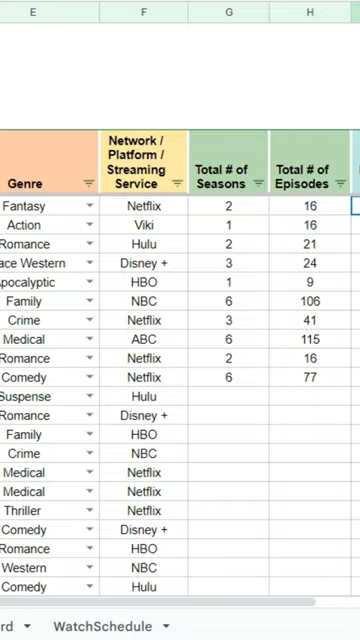 E F G H
Genre Network / Platform / Streaming Service Total # of Seasons Total # of Episodes
Fantasy Netflix 2 16
Action Viki 1 16
Romance Hulu 2 21
ace Western Disney + 3 24
pocalyptic HBO 1 9
Family NBC 6 106
Crime Netflix 3 41
Medical ABC 6 115
Romance Netflix 2 16
Comedy Netflix 6 77
Suspense Hulu
Romance Disney +
Family HBO
Crime NBC
Medical Netflix
Medical Netflix
Thriller Netflix
Comedy Disney +
Romance HBO
Western NBC
Comedy Hulu
rd WatchSchedule